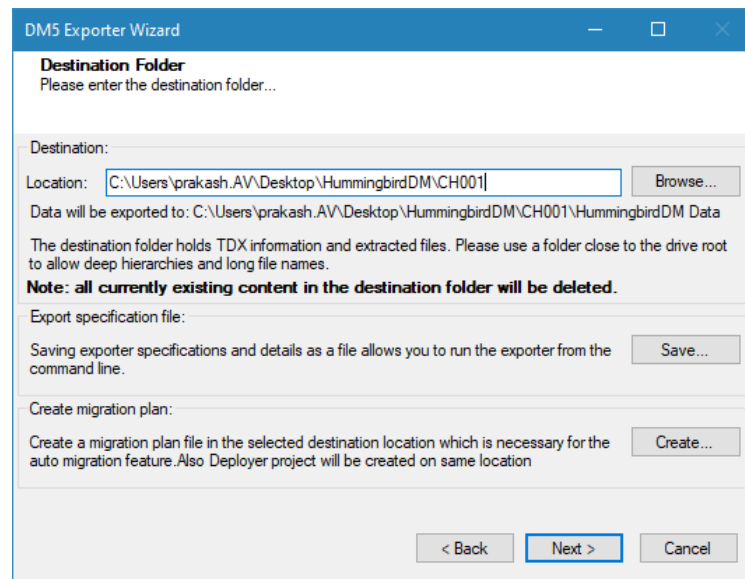 DM5 Exporter Wizard
Destination Folder
Please enter the destination folder...
Destination:
Location: C:\Users\prakash.AV\Desktop\HummingbirdDM\CH001 Browse...
Data will be exported to: C:\Users\prakash.AV\Desktop\HummingbirdDM\CH001\HummingbirdDM Data
The destination folder holds TDX information and extracted files. Please use a folder close to the drive root
to allow deep hierarchies and long file names.
Note: all currently existing content in the destination folder will be deleted.
Export specification file:
Saving exporter specifications and details as a file allows you to run the exporter from the Save...
command line.
Create migration plan:
Create a migration plan file in the selected destination location which is necessary for the Create...
auto migration feature.Also Deployer project will be created on same location
< Back Next > Cancel